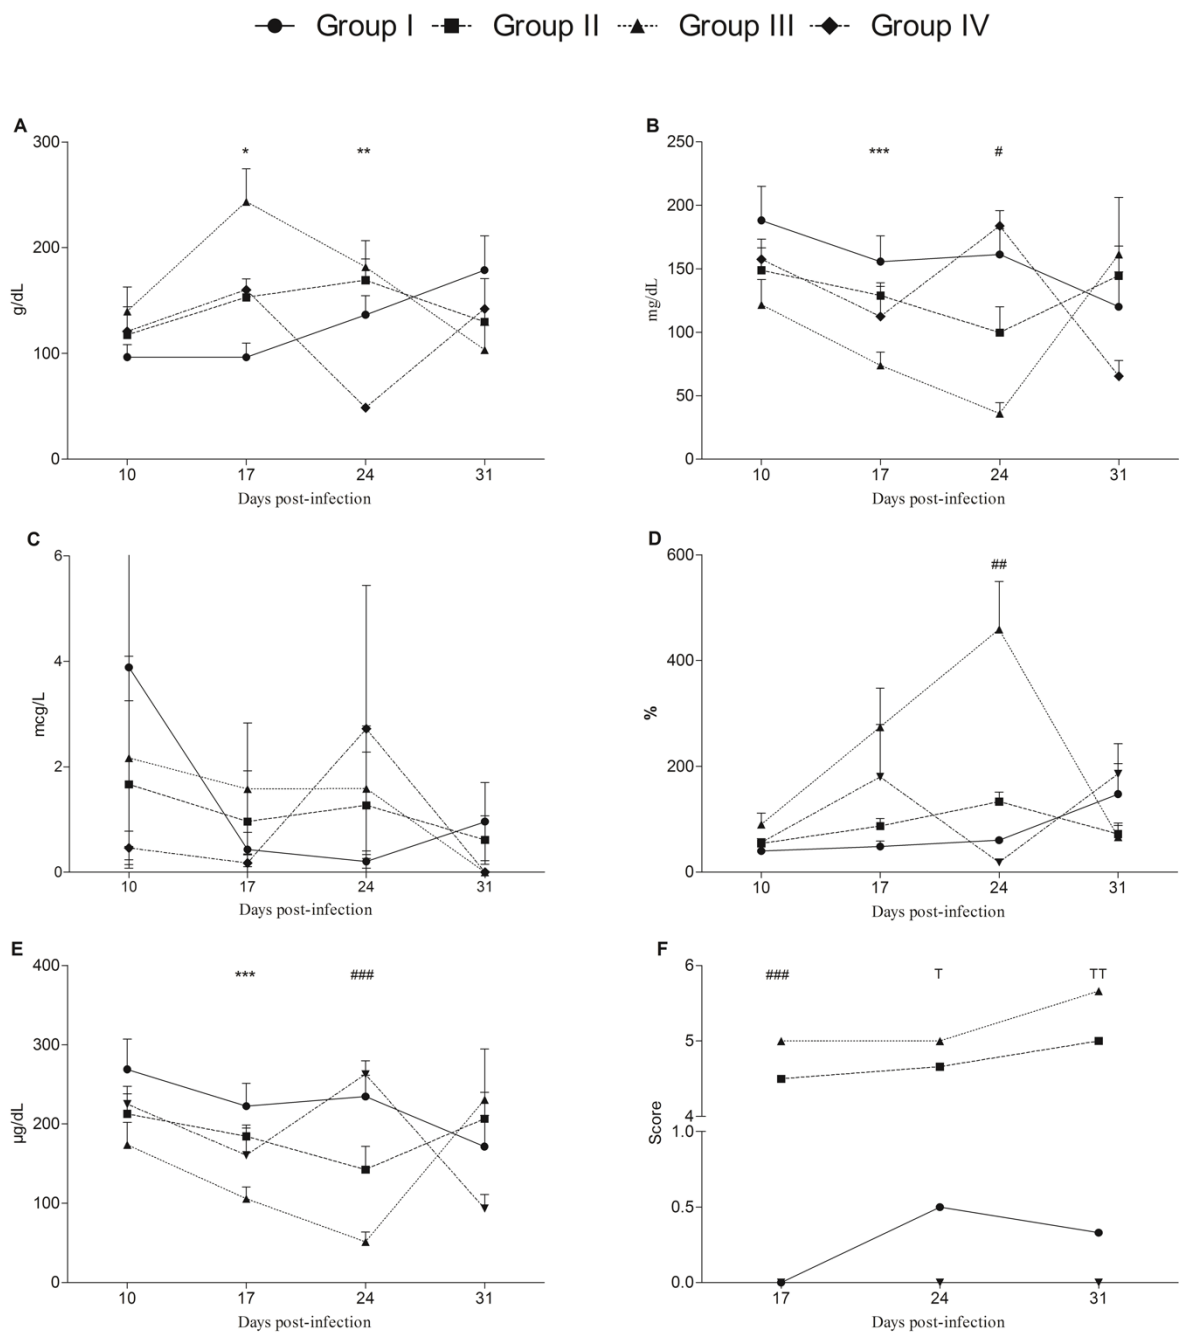 Group I Group II Group III Group IV
A
300
200
100
0
g/dL
* **
10 17 24 31
Days post-infection
B
250
200
150
100
50
0
mg/dL
*** #
10 17 24 31
Days post-infection
C
6
4
2
0
mcg/L
10 17 24 31
Days post-infection
D
600
400
200
0
%
##
10 17 24 31
Days post-infection
E
400
300
200
100
0
µg/dL
*** ###
10 17 24 31
Days post-infection
F
6
5
4
1.0
0.5
0.0
Score
### T TT
17 24 31
Days post-infection